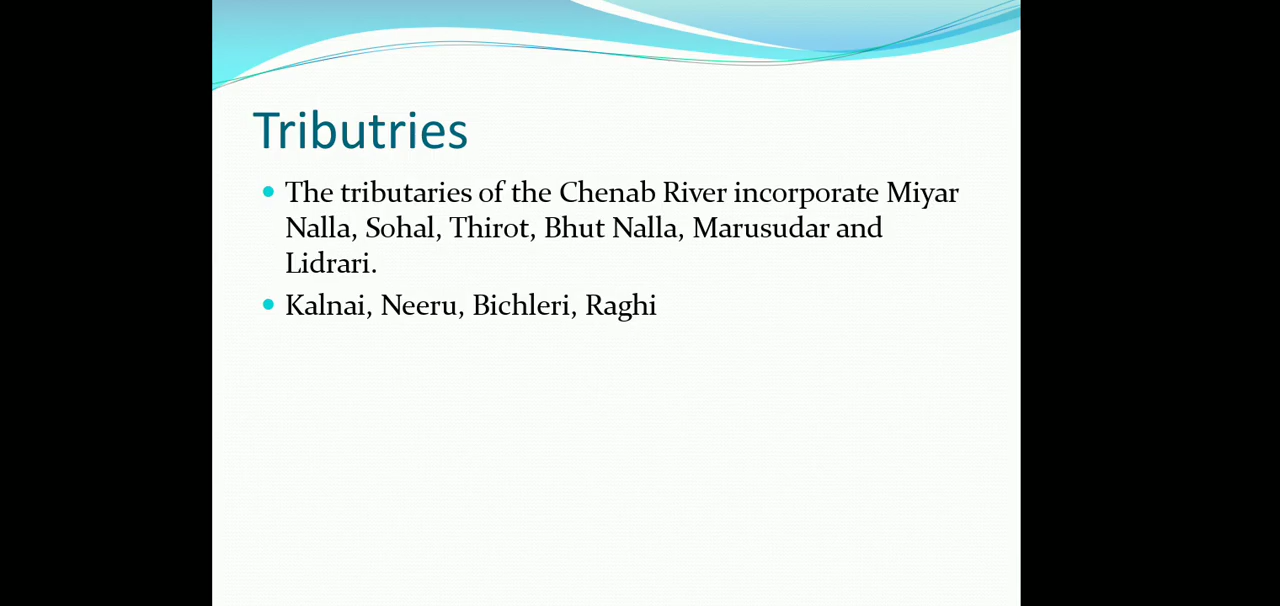 Tributries
The tributaries of the Chenab River incorporate Miyar
Nalla, Sohal, Thirot, Bhut Nalla, Marusudar and
Lidrari.
Kalnai, Neeru, Bichleri, Raghi